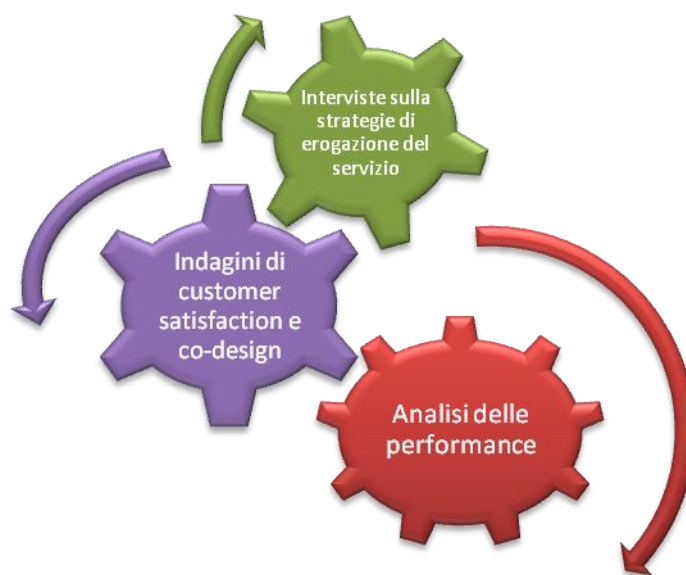 Interviste sulla
strategie di
erogazione del
servizio
Indagini di
customer
satisfaction e
co-design
Analisi delle
performance